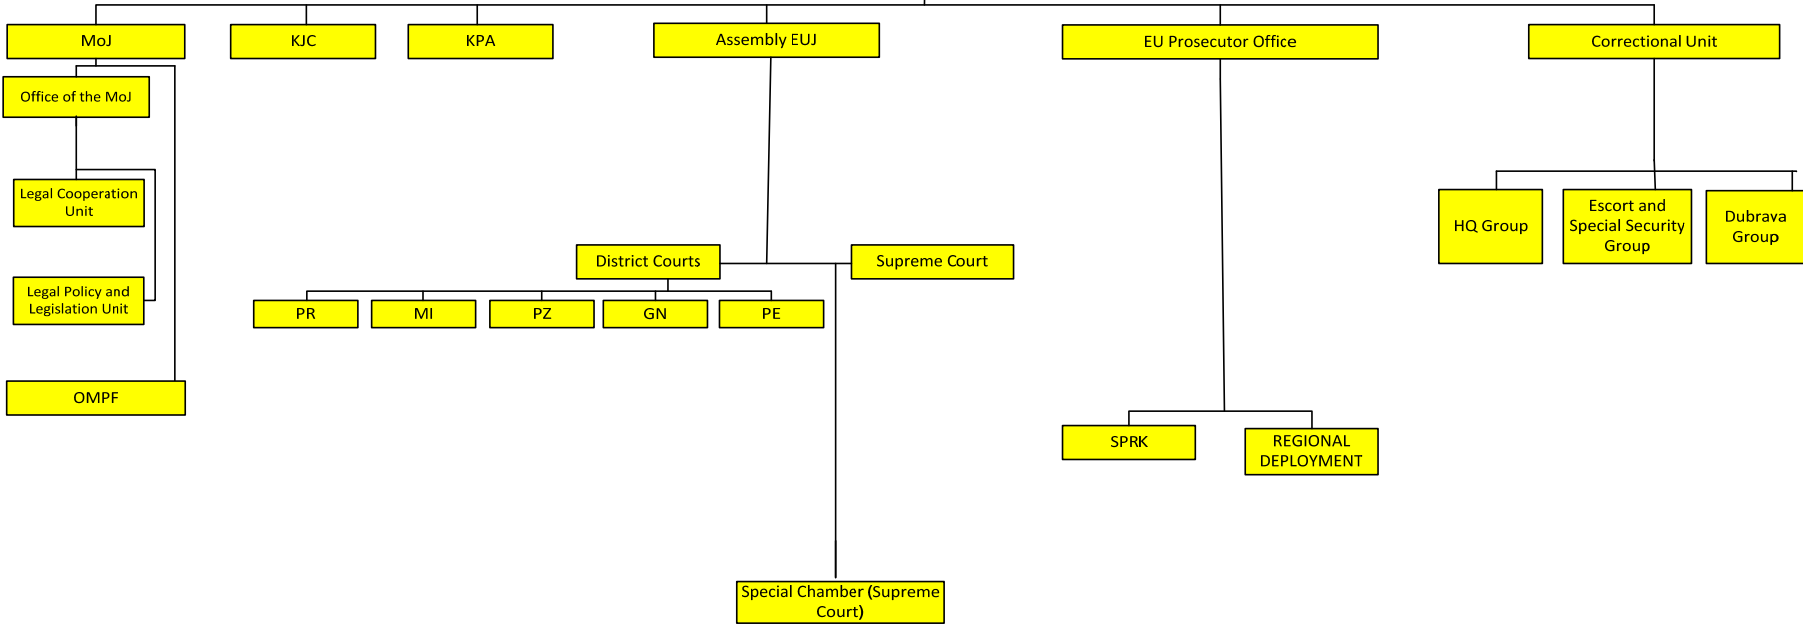 MoJ
KJC
KPA
Assembly EUJ
EU Prosecutor Office
Correctional Unit
Office of the MoJ
Legal Cooperation
Unit
HQ Group
Escort and
Special Security
Group
Dubrava
Group
District Courts
Supreme Court
Legal Policy and
Legislation Unit
PR
MI
PZ
GN
PE
OMPF
SPRK
REGIONAL
DEPLOYMENT
Special Chamber (Supreme
Court)